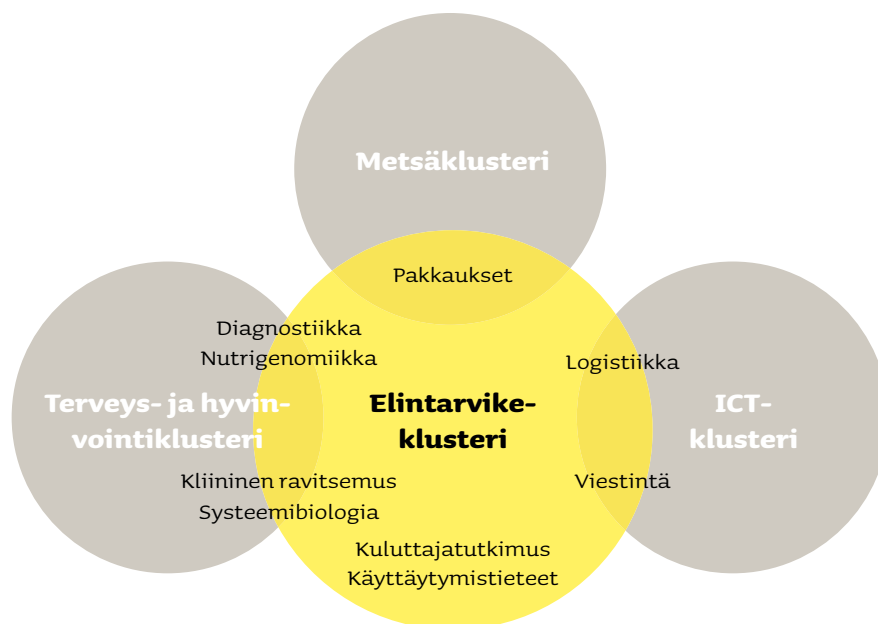 Metsäklusteri
Pakkaukset
Diagnostiikka
Nutrigenomiikka
Logistiikka
Terveys- ja hyvin-
vointiklusteri
Elintarvike-
klusteri
ICT-
klusteri
Kliininen ravitsemus
Systeemibiologia
Viestintä
Kuluttajatutkimus
Käyttäytymistieteet